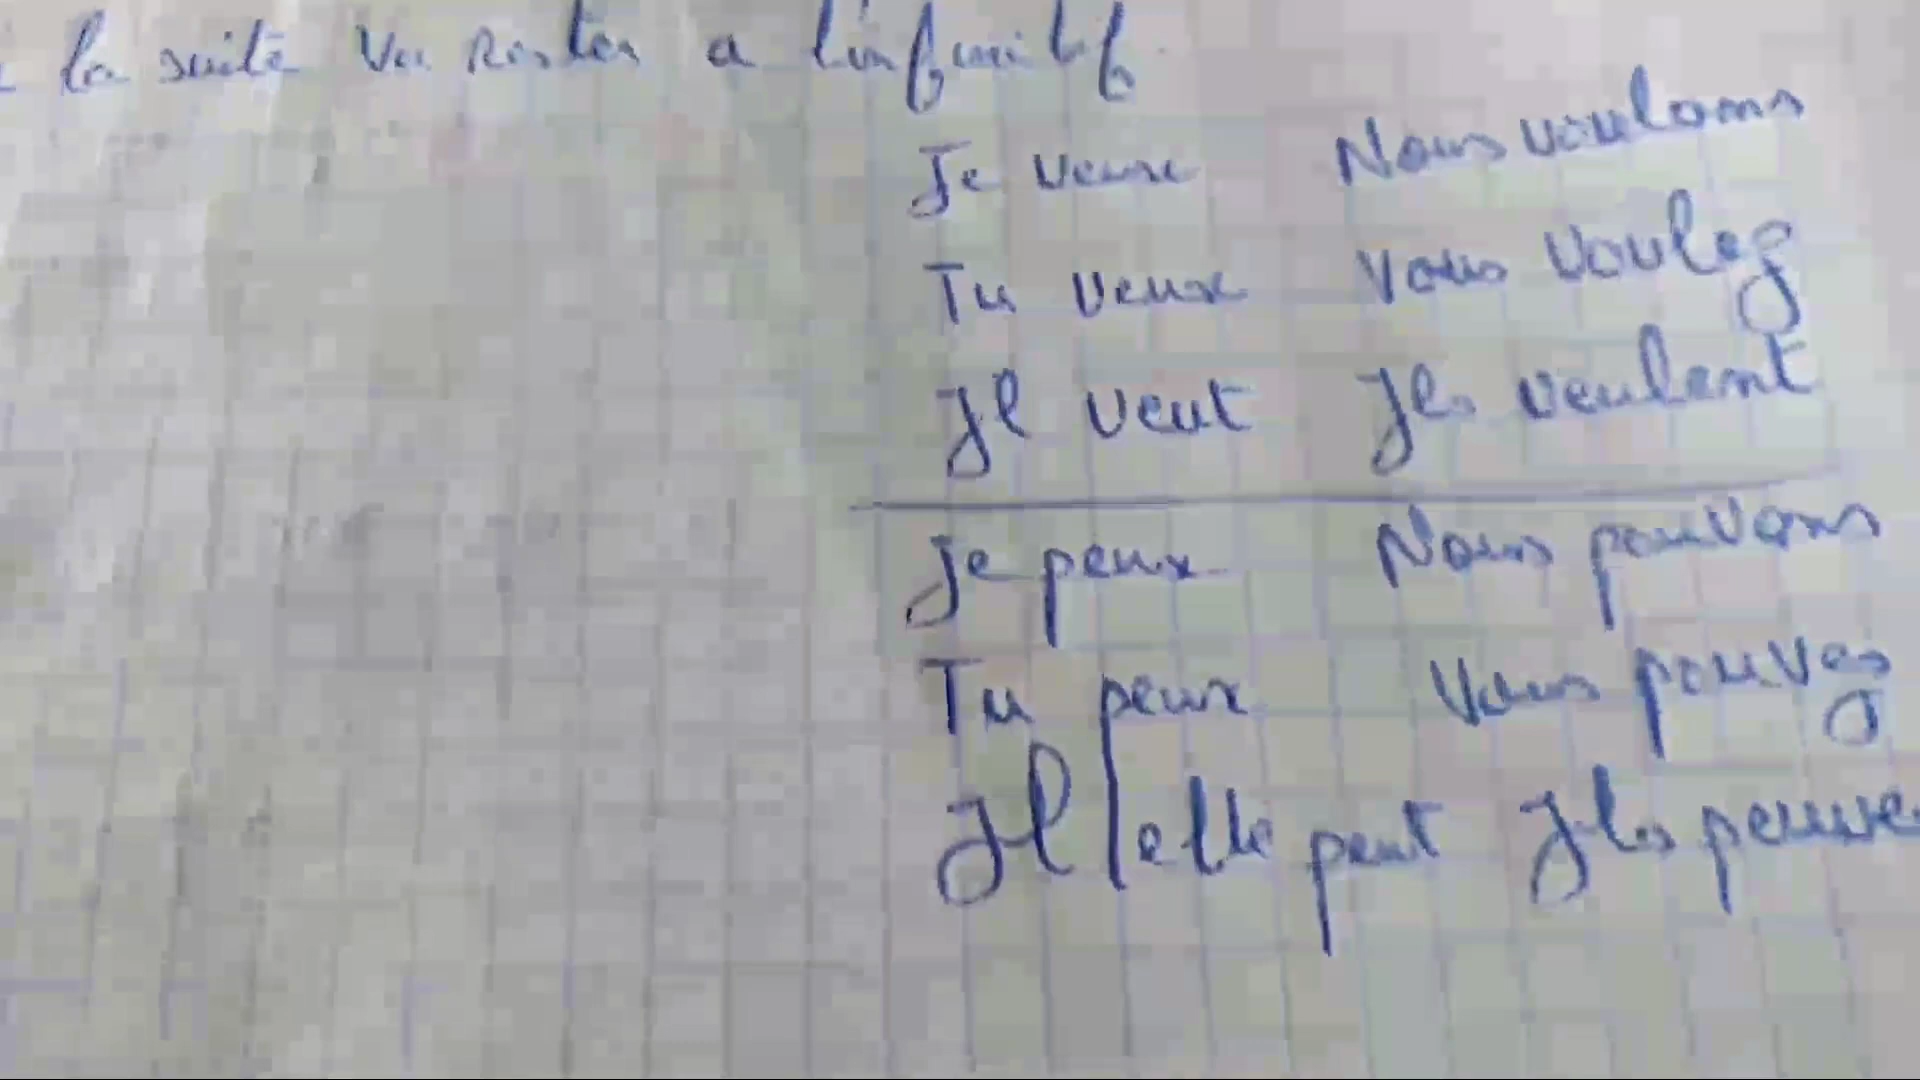 la suite va rester a l'infinitif.
Je veux Nous voulons
Tu veux Vous voulez
Il veut Ils veulent
Je peux Nous pouvons
Tu peux Vous pouvez
Il/elle peut Ils peuve